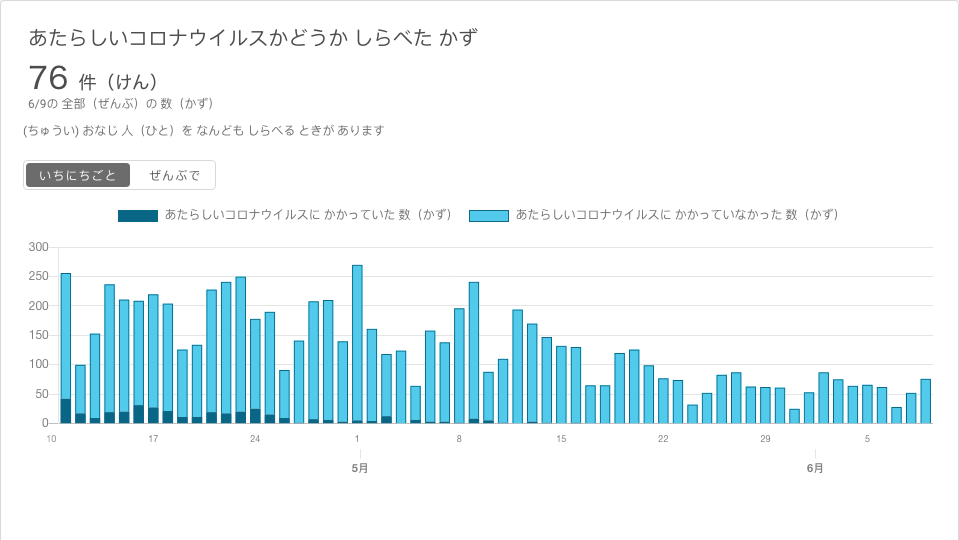 あたらしいコロナウイルスかどうか しらべた かず
76 件（けん）
6/9の 全部（ぜんぶ）の 数（かず）
(ちゅうい) おなじ 人（ひと）を なんども しらべる ときが あります
いちにちごと ぜんぶで
あたらしいコロナウイルスに かかっていた 数（かず） あたらしいコロナウイルスに かかっていなかった 数（かず）
300
250
200
150
100
50
0
10 17 24 1 8 15 22 29 5
5月 6月